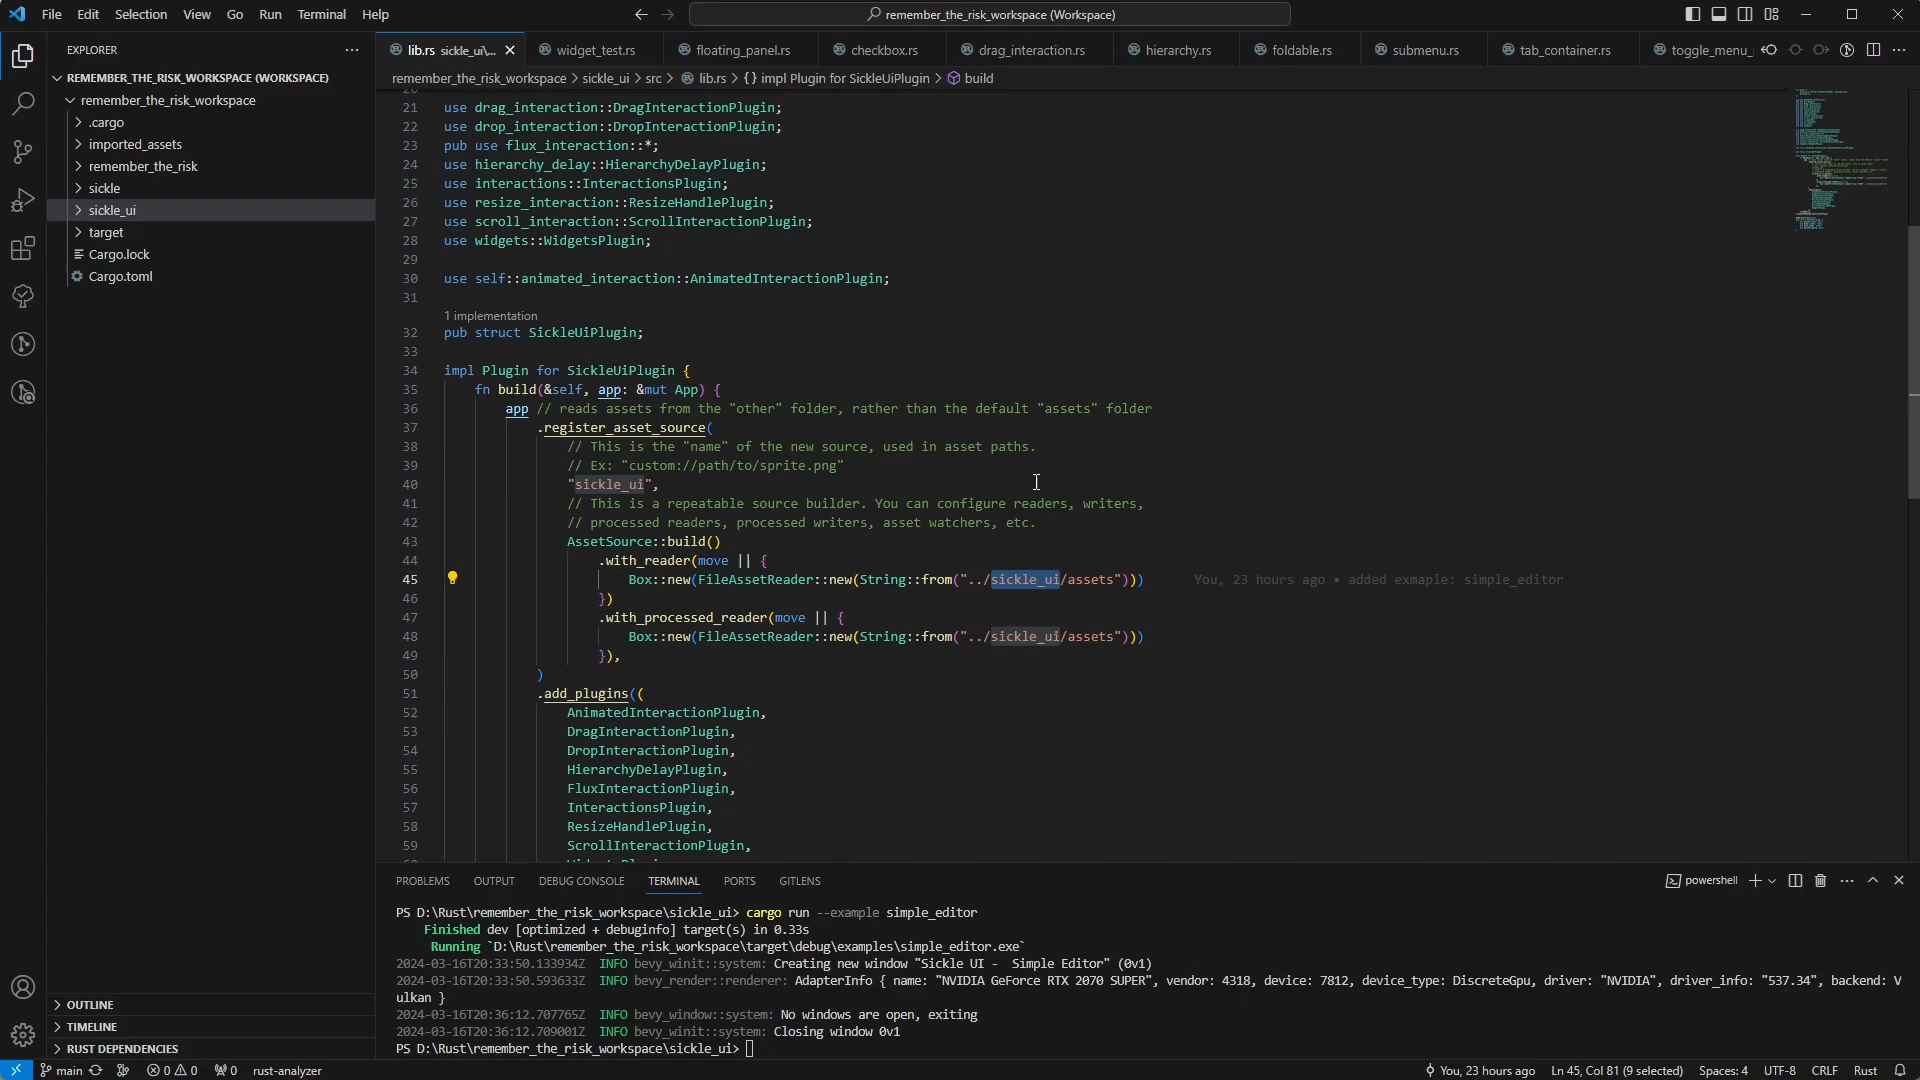 File Edit Selection View Go Run Terminal Help
remember_the_risk_workspace (Workspace)
EXPLORER
lib.rs sickle_ui\...
widget_test.rs
floating_panel.rs
checkbox.rs
drag_interaction.rs
hierarchy.rs
foldable.rs
submenu.rs
tab_container.rs
toggle_menu_
REMEMBER_THE_RISK_WORKSPACE (WORKSPACE)
remember_the_risk_workspace
.cargo
imported_assets
remember_the_risk
sickle
sickle_ui
target
Cargo.lock
Cargo.toml
remember_the_risk_workspace > sickle_ui > src > lib.rs > {} impl Plugin for SickleUiPlugin > build
21 use drag_interaction::DragInteractionPlugin;
22 use drop_interaction::DropInteractionPlugin;
23 pub use flux_interaction::*;
24 use hierarchy_delay::HierarchyDelayPlugin;
25 use interactions::InteractionsPlugin;
26 use resize_interaction::ResizeHandlePlugin;
27 use scroll_interaction::ScrollInteractionPlugin;
28 use widgets::WidgetsPlugin;
29
30 use self::animated_interaction::AnimatedInteractionPlugin;
31
1 implementation
32 pub struct SickleUiPlugin;
33
34 impl Plugin for SickleUiPlugin {
35 fn build(&self, app: &mut App) {
36 app // reads assets from the "other" folder, rather than the default "assets" folder
37 .register_asset_source(
38 // This is the "name" of the new source, used in asset paths.
39 // Ex: "custom://path/to/sprite.png"
40 "sickle_ui",
41 // This is a repeatable source builder. You can configure readers, writers,
42 // processed readers, processed writers, asset watchers, etc.
43 AssetSource::build()
44 .with_reader(move || {
45 Box::new(FileAssetReader::new(String::from("../sickle_ui/assets"))) You, 23 hours ago • added exmaple: simple_editor
46 })
47 .with_processed_reader(move || {
48 Box::new(FileAssetReader::new(String::from("../sickle_ui/assets")))
49 }),
50 )
51 .add_plugins((
52 AnimatedInteractionPlugin,
53 DragInteractionPlugin,
54 DropInteractionPlugin,
55 HierarchyDelayPlugin,
56 FluxInteractionPlugin,
57 InteractionsPlugin,
58 ResizeHandlePlugin,
59 ScrollInteractionPlugin,
PROBLEMS OUTPUT DEBUG CONSOLE TERMINAL PORTS GITLENS
powershell
PS D:\Rust\remember_the_risk_workspace\sickle_ui> cargo run --example simple_editor
Finished dev [optimized + debuginfo] target(s) in 0.33s
Running `D:\Rust\remember_the_risk_workspace\target\debug\examples\simple_editor.exe`
2024-03-16T20:33:50.133934Z INFO bevy_winit::system: Creating new window "Sickle UI - Simple Editor" (0v1)
2024-03-16T20:33:50.593633Z INFO bevy_render::renderer: AdapterInfo { name: "NVIDIA GeForce RTX 2070 SUPER", vendor: 4318, device: 7812, device_type: DiscreteGpu, driver: "NVIDIA", driver_info: "537.34", backend: V
ulkan }
2024-03-16T20:36:12.707765Z INFO bevy_window::system: No windows are open, exiting
2024-03-16T20:36:12.709001Z INFO bevy_winit::system: Closing window 0v1
PS D:\Rust\remember_the_risk_workspace\sickle_ui>
OUTLINE
TIMELINE
RUST DEPENDENCIES
main 0 0 0 rust-analyzer
You, 23 hours ago Ln 45, Col 81 (9 selected) Spaces: 4 UTF-8 CRLF Rust